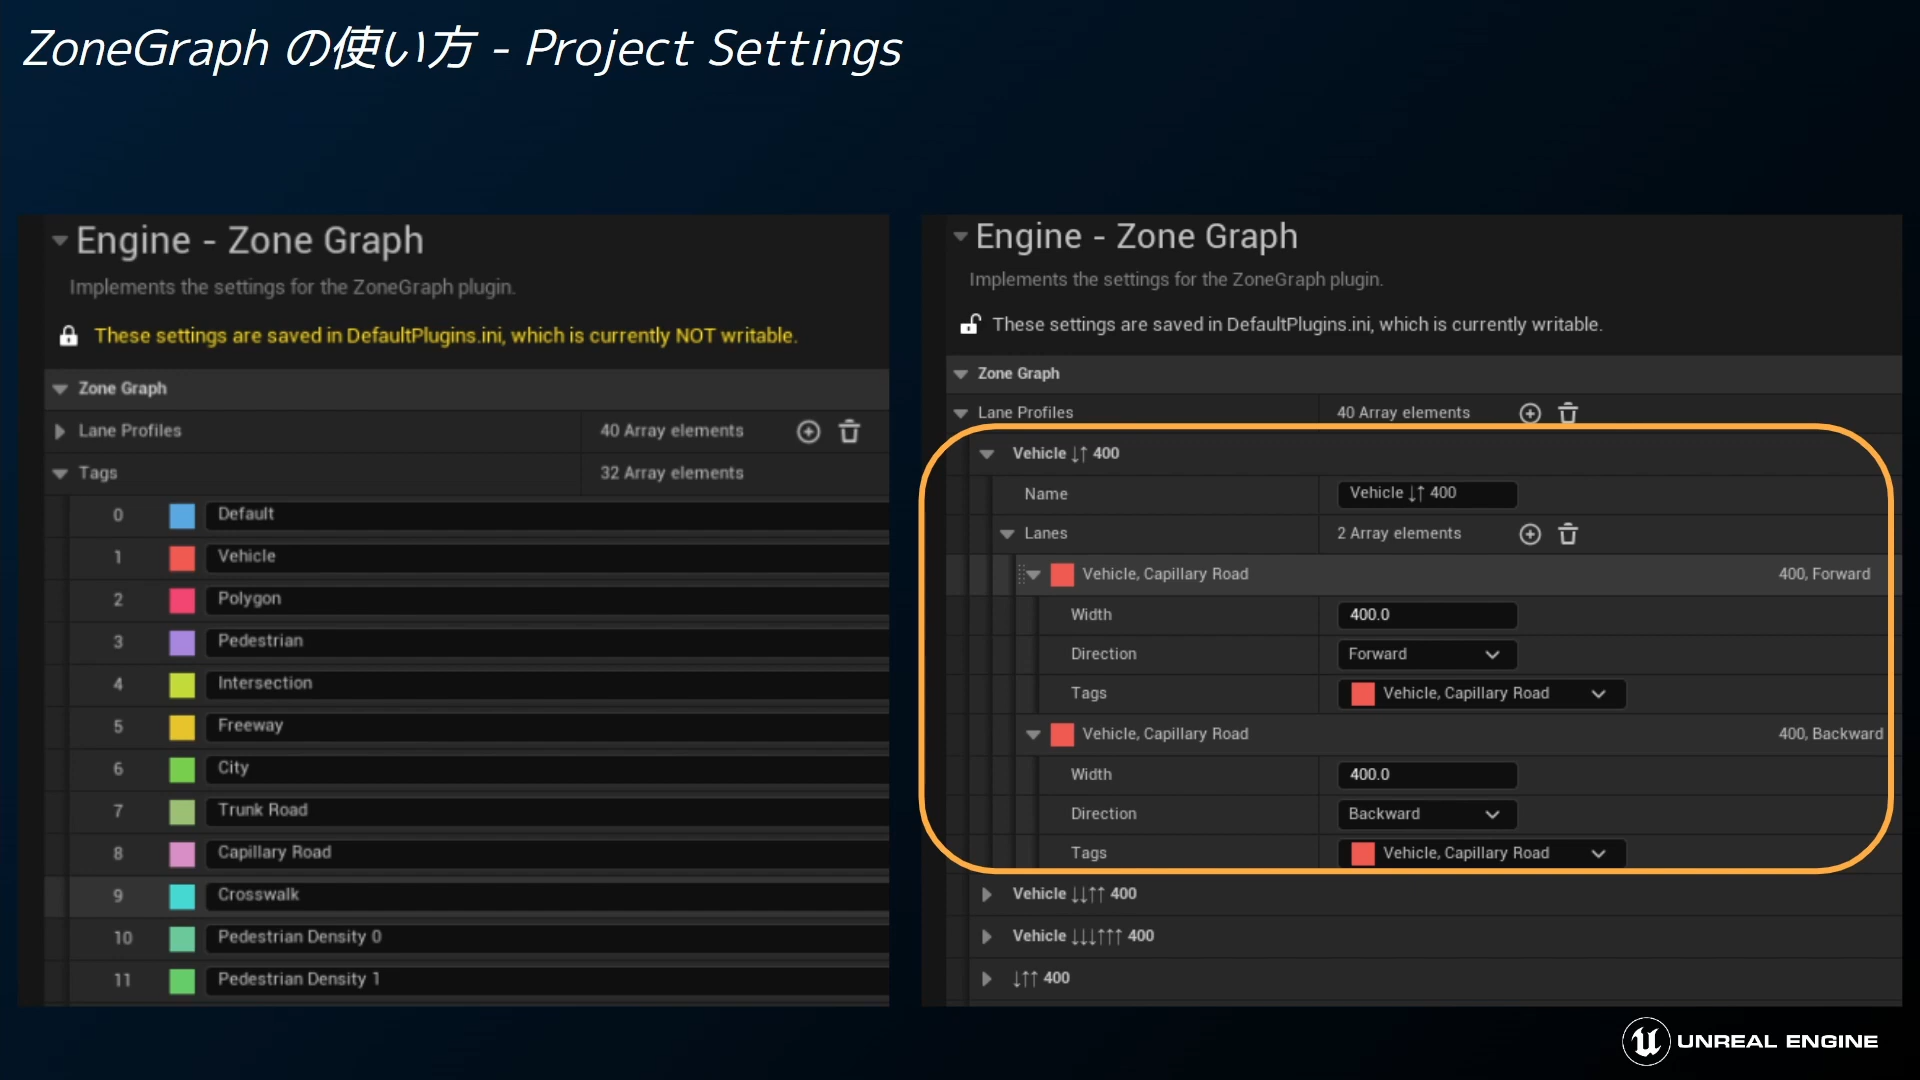 ZoneGraph の使い方 - Project Settings
Engine - Zone Graph
Implements the settings for the ZoneGraph plugin.
These settings are saved in DefaultPlugins.ini, which is currently NOT writable.
Zone Graph
Lane Profiles 40 Array elements
Tags 32 Array elements
0 Default
1 Vehicle
2 Polygon
3 Pedestrian
4 Intersection
5 Freeway
6 City
7 Trunk Road
8 Capillary Road
9 Crosswalk
10 Pedestrian Density 0
11 Pedestrian Density 1
Engine - Zone Graph
Implements the settings for the ZoneGraph plugin.
These settings are saved in DefaultPlugins.ini, which is currently writable.
Zone Graph
Lane Profiles 40 Array elements
Vehicle ↓↑ 400
Name Vehicle ↓↑ 400
Lanes 2 Array elements
Vehicle, Capillary Road 400, Forward
Width 400.0
Direction Forward
Tags Vehicle, Capillary Road
Vehicle, Capillary Road 400, Backward
Width 400.0
Direction Backward
Tags Vehicle, Capillary Road
Vehicle ↓↓↑↑ 400
Vehicle ↓↓↓↑↑↑ 400
↓↑↑ 400
UNREAL ENGINE